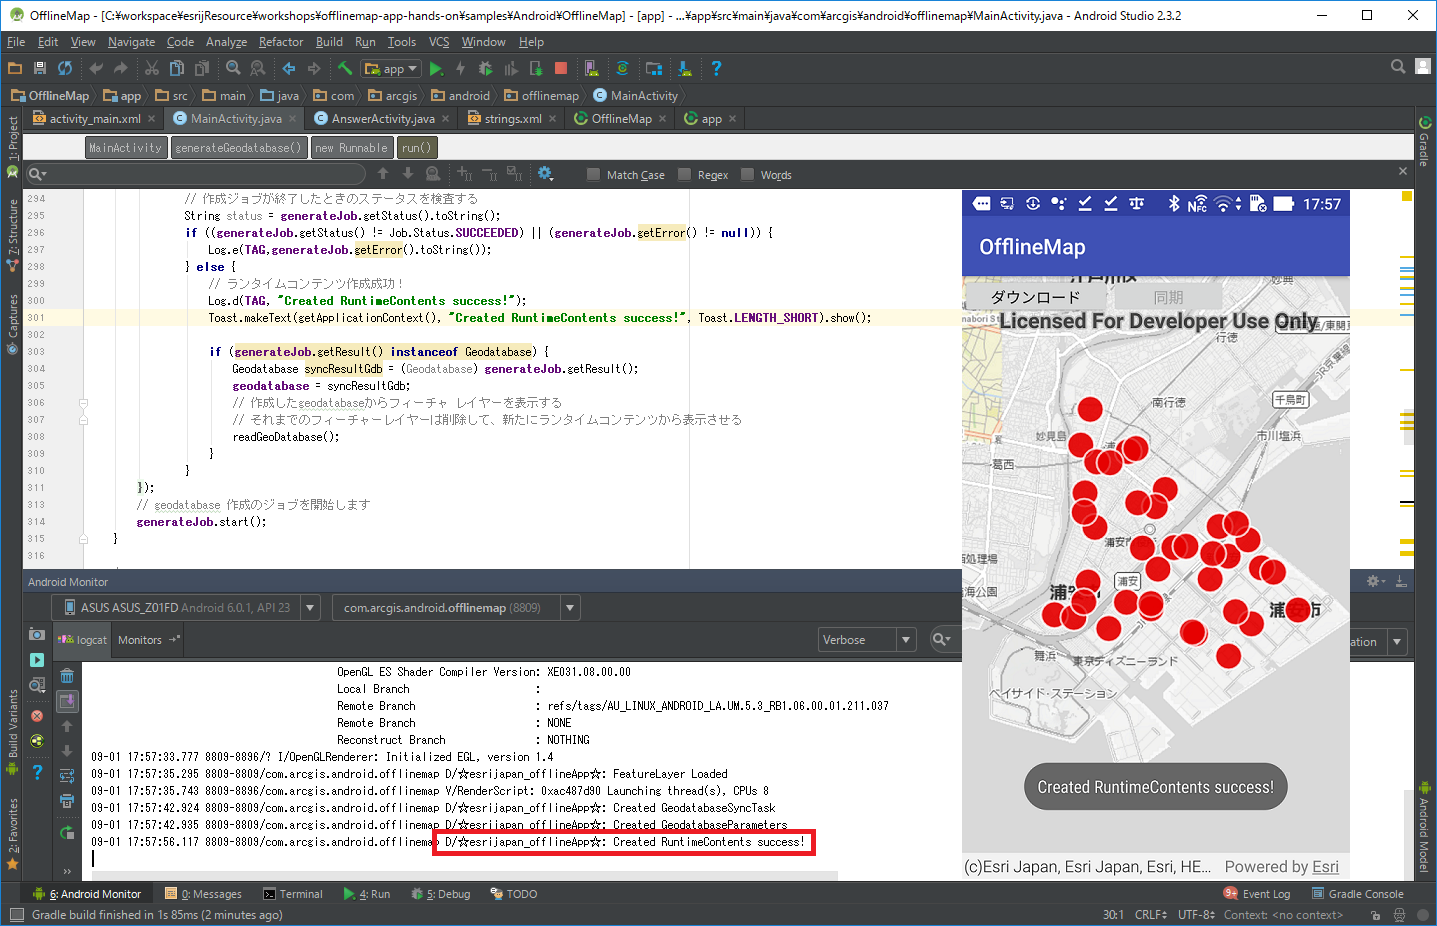 OfflineMap - [C:¥workspace¥esrijResource¥workshops¥offlinemap-app-hands-on¥samples¥Android¥OfflineMap] - [app] - ...¥app¥src¥main¥java¥com¥arcgis¥android¥offlinemap¥MainActivity.java - Android Studio 2.3.2
File Edit View Navigate Code Analyze Refactor Build Run Tools VCS Window Help
app
OfflineMap app src main java com arcgis android offlinemap MainActivity
activity_main.xml MainActivity.java AnswerActivity.java strings.xml OfflineMap app
MainActivity generateGeodatabase() new Runnable run()
Match Case Regex Words
1: Project
7: Structure
Captures
Build Variants
2: Favorites
Gradle
Android Model
294 // 作成ジョブが終了したときのステータスを検査する
295 String status = generateJob.getStatus().toString();
296 if ((generateJob.getStatus() != Job.Status.SUCCEEDED) || (generateJob.getError() != null)) {
297 Log.e(TAG,generateJob.getError().toString());
298 } else {
299 // ランタイムコンテンツ作成成功！
300 Log.d(TAG, "Created RuntimeContents success!");
301 Toast.makeText(getApplicationContext(), "Created RuntimeContents success!", Toast.LENGTH_SHORT).show();
302
303 if (generateJob.getResult() instanceof Geodatabase) {
304 Geodatabase syncResultGdb = (Geodatabase) generateJob.getResult();
305 geodatabase = syncResultGdb;
306 // 作成したgeodatabaseからフィーチャ レイヤーを表示する
307 // それまでのフィーチャーレイヤーは削除して、新たにランタイムコンテンツから表示させる
308 readGeoDatabase();
309 }
310 }
311 });
313 // geodatabase 作成のジョブを開始します
314 generateJob.start();
315 }
316
17:57
OfflineMap
ダウンロード 同期
Licensed For Developer Use Only
妙典
行徳
南行徳
千鳥町
市川塩浜
JR京葉線
妙見島
葛西
浦安
舞浜
東京ディズニーランド
ベイサイド・ステーション
浦安市
Created RuntimeContents success!
(c)Esri Japan, Esri Japan, Esri, HE... Powered by Esri
Android Monitor
ASUS ASUS_Z01FD Android 6.0.1, API 23 com.arcgis.android.offlinemap (8809)
logcat Monitors Verbose
OpenGL ES Shader Compiler Version: XE031.08.00.00
Local Branch :
Remote Branch : refs/tags/AU_LINUX_ANDROID_LA.UM.5.3_RB1.06.00.01.211.037
Remote Branch : NONE
Reconstruct Branch : NOTHING
09-01 17:57:33.777 8809-8896/? I/OpenGLRenderer: Initialized EGL, version 1.4
09-01 17:57:35.295 8809-8809/com.arcgis.android.offlinemap D/☆esrijapan_offlineApp☆: FeatureLayer Loaded
09-01 17:57:35.743 8809-8896/com.arcgis.android.offlinemap V/RenderScript: 0xac487d90 Launching thread(s), CPUs 8
09-01 17:57:42.924 8809-8809/com.arcgis.android.offlinemap D/☆esrijapan_offlineApp☆: Created GeodatabaseSyncTask
09-01 17:57:42.935 8809-8809/com.arcgis.android.offlinemap D/☆esrijapan_offlineApp☆: Created GeodatabaseParameters
09-01 17:57:56.117 8809-8809/com.arcgis.android.offlinemap D/☆esrijapan_offlineApp☆: Created RuntimeContents success!
6: Android Monitor 0: Messages Terminal 4: Run 5: Debug TODO 9+ Event Log Gradle Console
Gradle build finished in 1s 85ms (2 minutes ago) 30:1 CRLF UTF-8 Context: <no context>